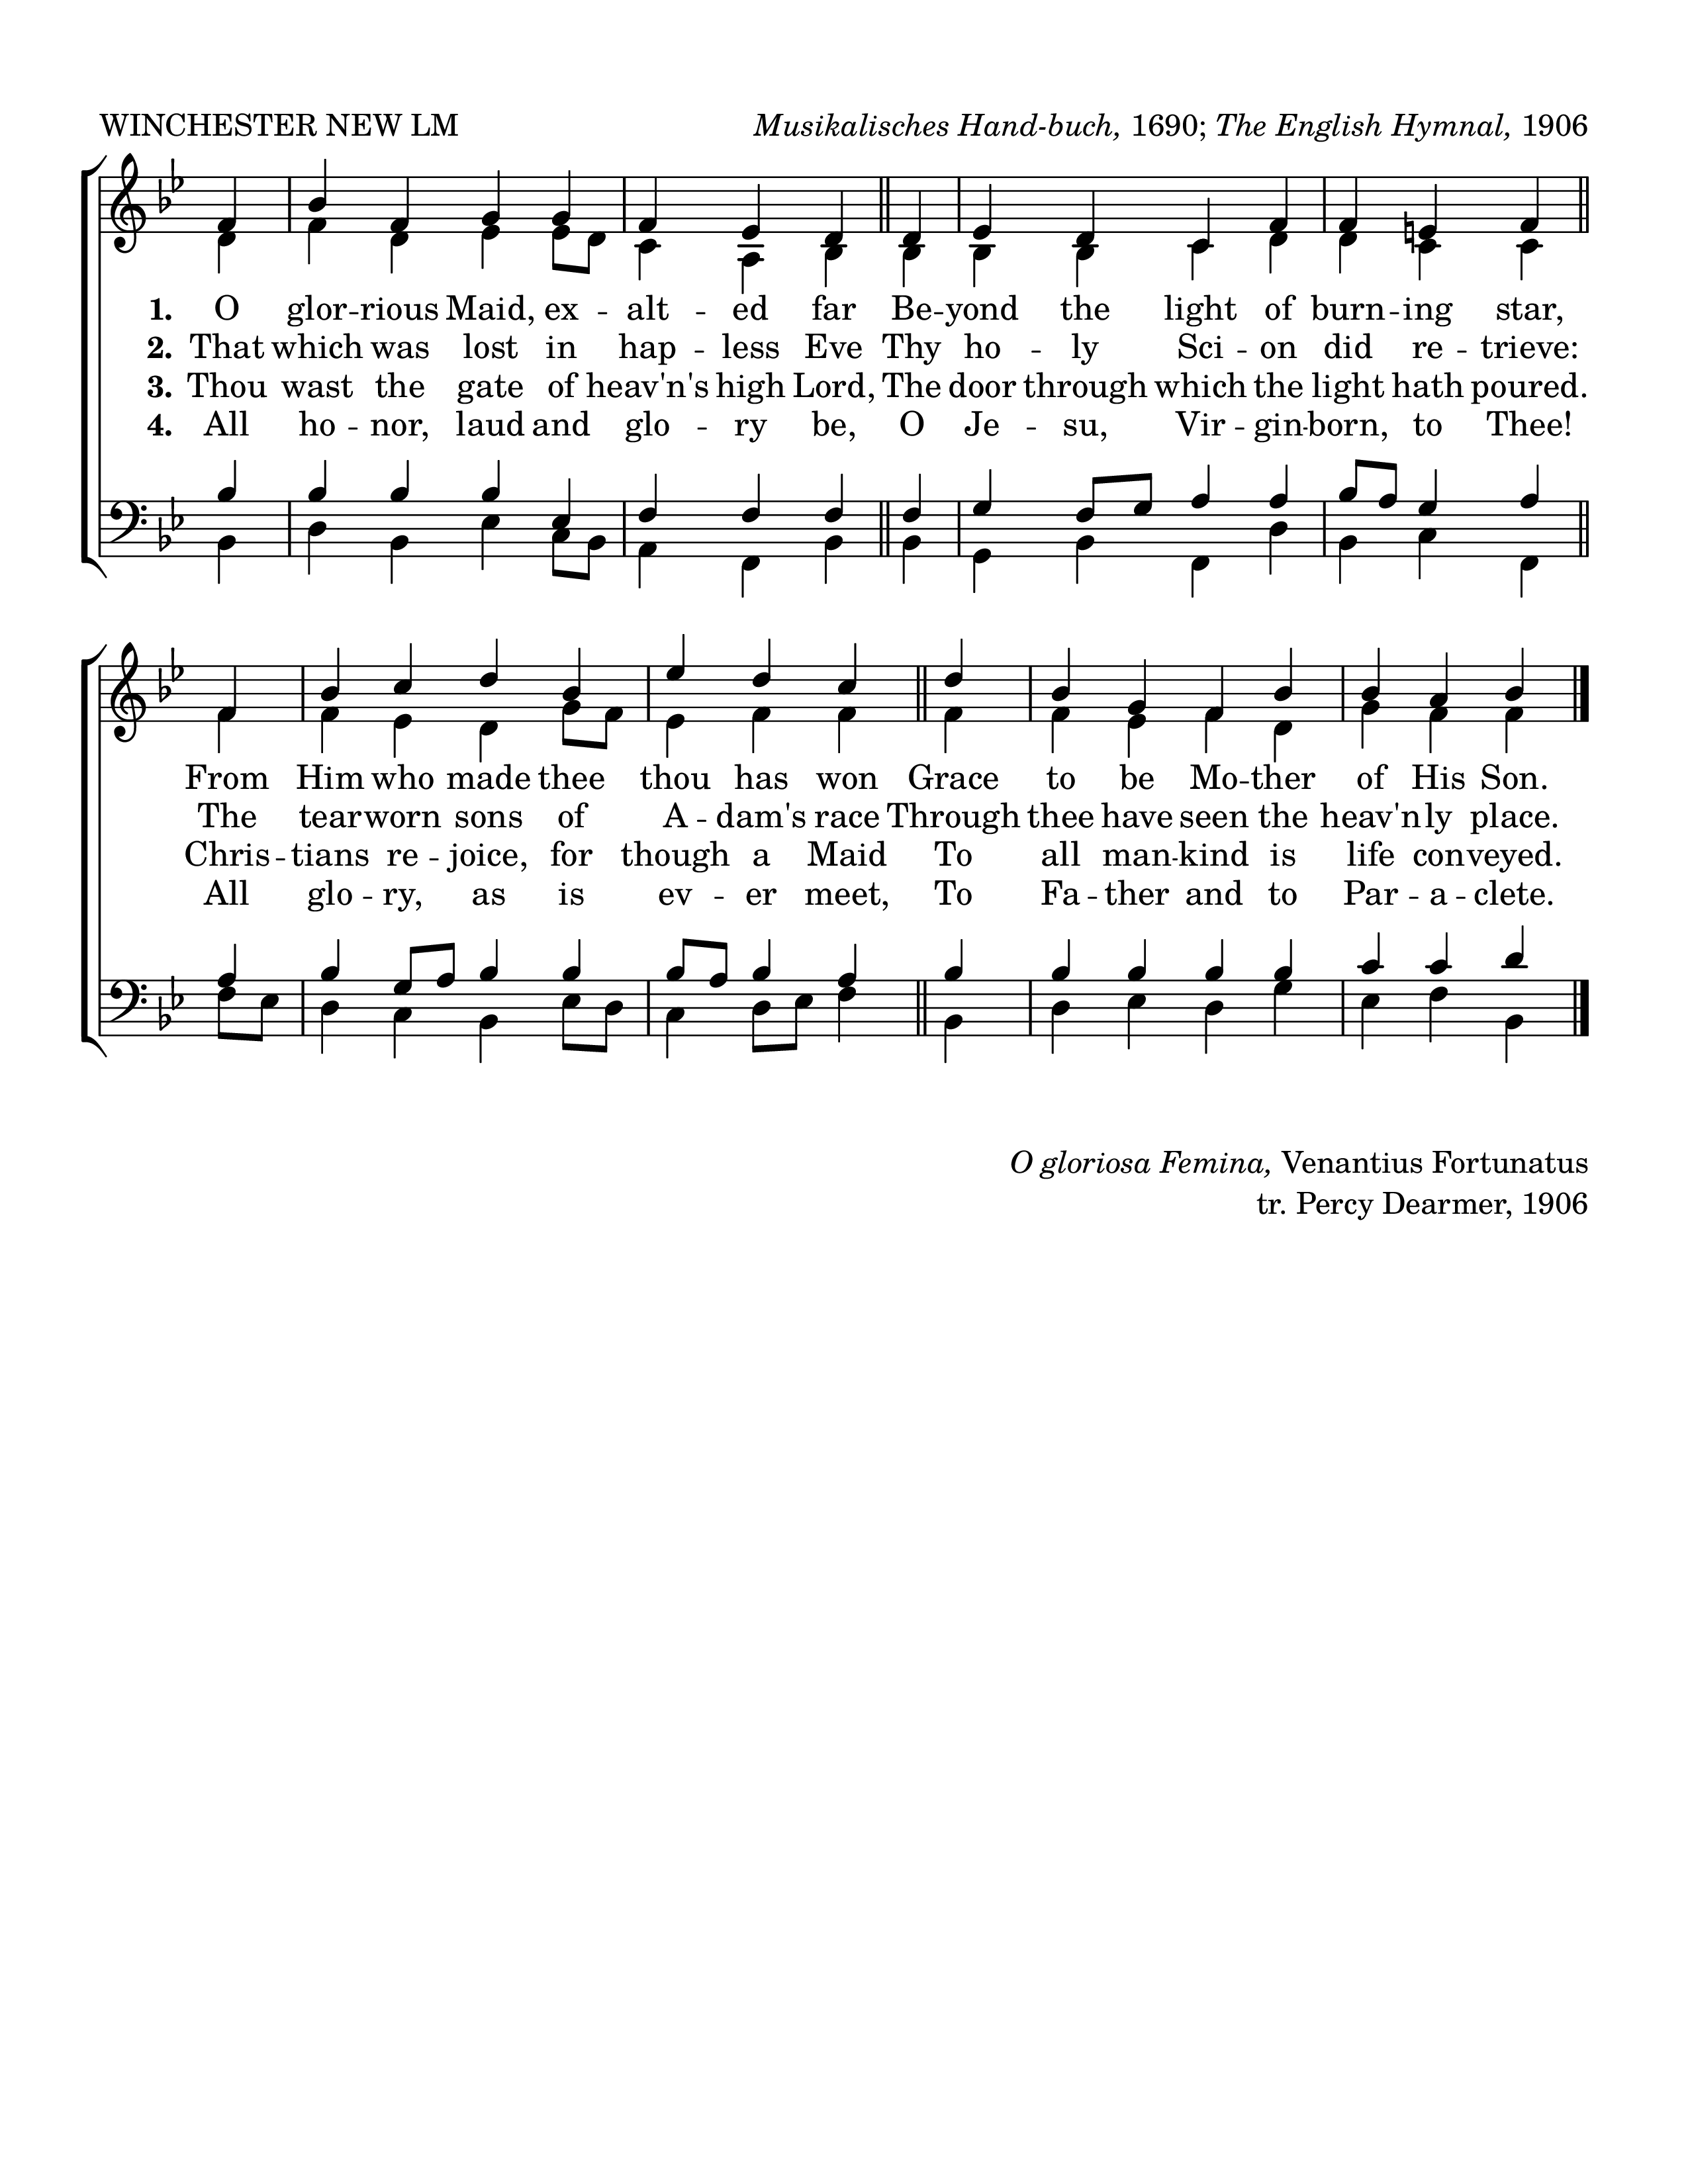 WINCHESTER NEW LM Musikalisches Hand-buch, 1690; The English Hymnal, 1906
1. O glor -- rious Maid, ex -- alt -- ed far Be -- yond the light of burn -- ing star,
2. That which was lost in hap -- less Eve Thy ho -- ly Sci -- on did re -- trieve:
3. Thou wast the gate of heav'n's high Lord, The door through which the light hath poured.
4. All ho -- nor, laud and glo -- ry be, O Je -- su, Vir -- gin -- born, to Thee!
From Him who made thee thou has won Grace to be Mo -- ther of His Son.
The tearworn sons of A -- dam's race Through thee have seen the heav'nly place.
Chris -- tians re -- joice, for though a Maid To all man -- kind is life conveyed.
All glo -- ry, as is ev -- er meet, To Fa -- ther and to Par -- a -- clete.
O gloriosa Femina, Venantius Fortunatus
tr. Percy Dearmer, 1906